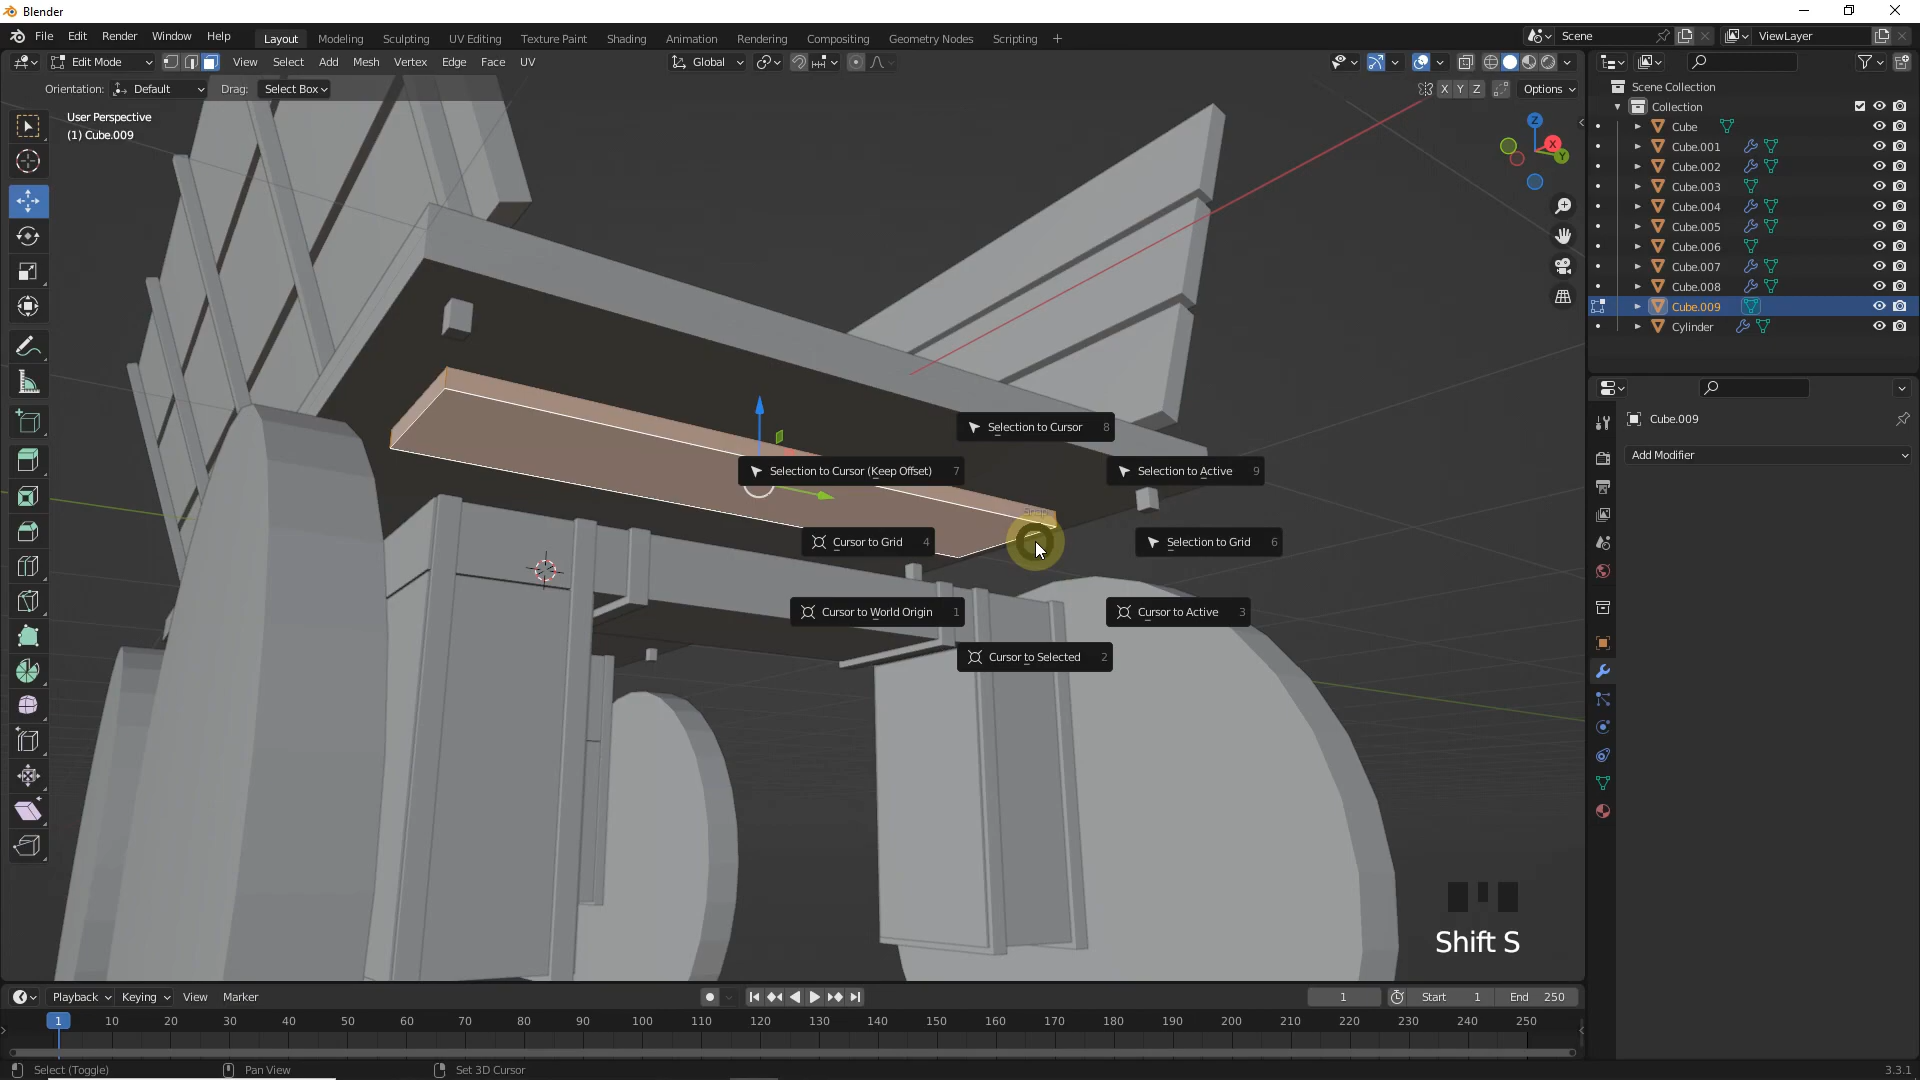 Blender
File Edit Render Window Help
Layout Modeling Sculpting UV Editing Texture Paint Shading Animation Rendering Compositing Geometry Nodes Scripting +
Scene
ViewLayer
Edit Mode View Select Add Mesh Vertex Edge Face UV
Global
Orientation: Default Drag: Select Box
X Y Z Options
User Perspective
(1) Cube.009
Z
X
Y
Scene Collection
Collection
Cube
Cube.001
Cube.002
Cube.003
Cube.004
Cube.005
Cube.006
Cube.007
Cube.008
Cube.009
Cylinder
Cube.009
Add Modifier
Selection to Cursor 8
Selection to Cursor (Keep Offset) 7
Selection to Active 9
Cursor to Grid 4
Selection to Grid 6
Cursor to World Origin 1
Cursor to Active 3
Cursor to Selected 2
Shift S
Playback Keying View Marker
1 Start 1 End 250
1 10 20 30 40 50 60 70 80 90 100 110 120 130 140 150 160 170 180 190 200 210 220 230 240 250
Select (Toggle) Pan View Set 3D Cursor
3.3.1